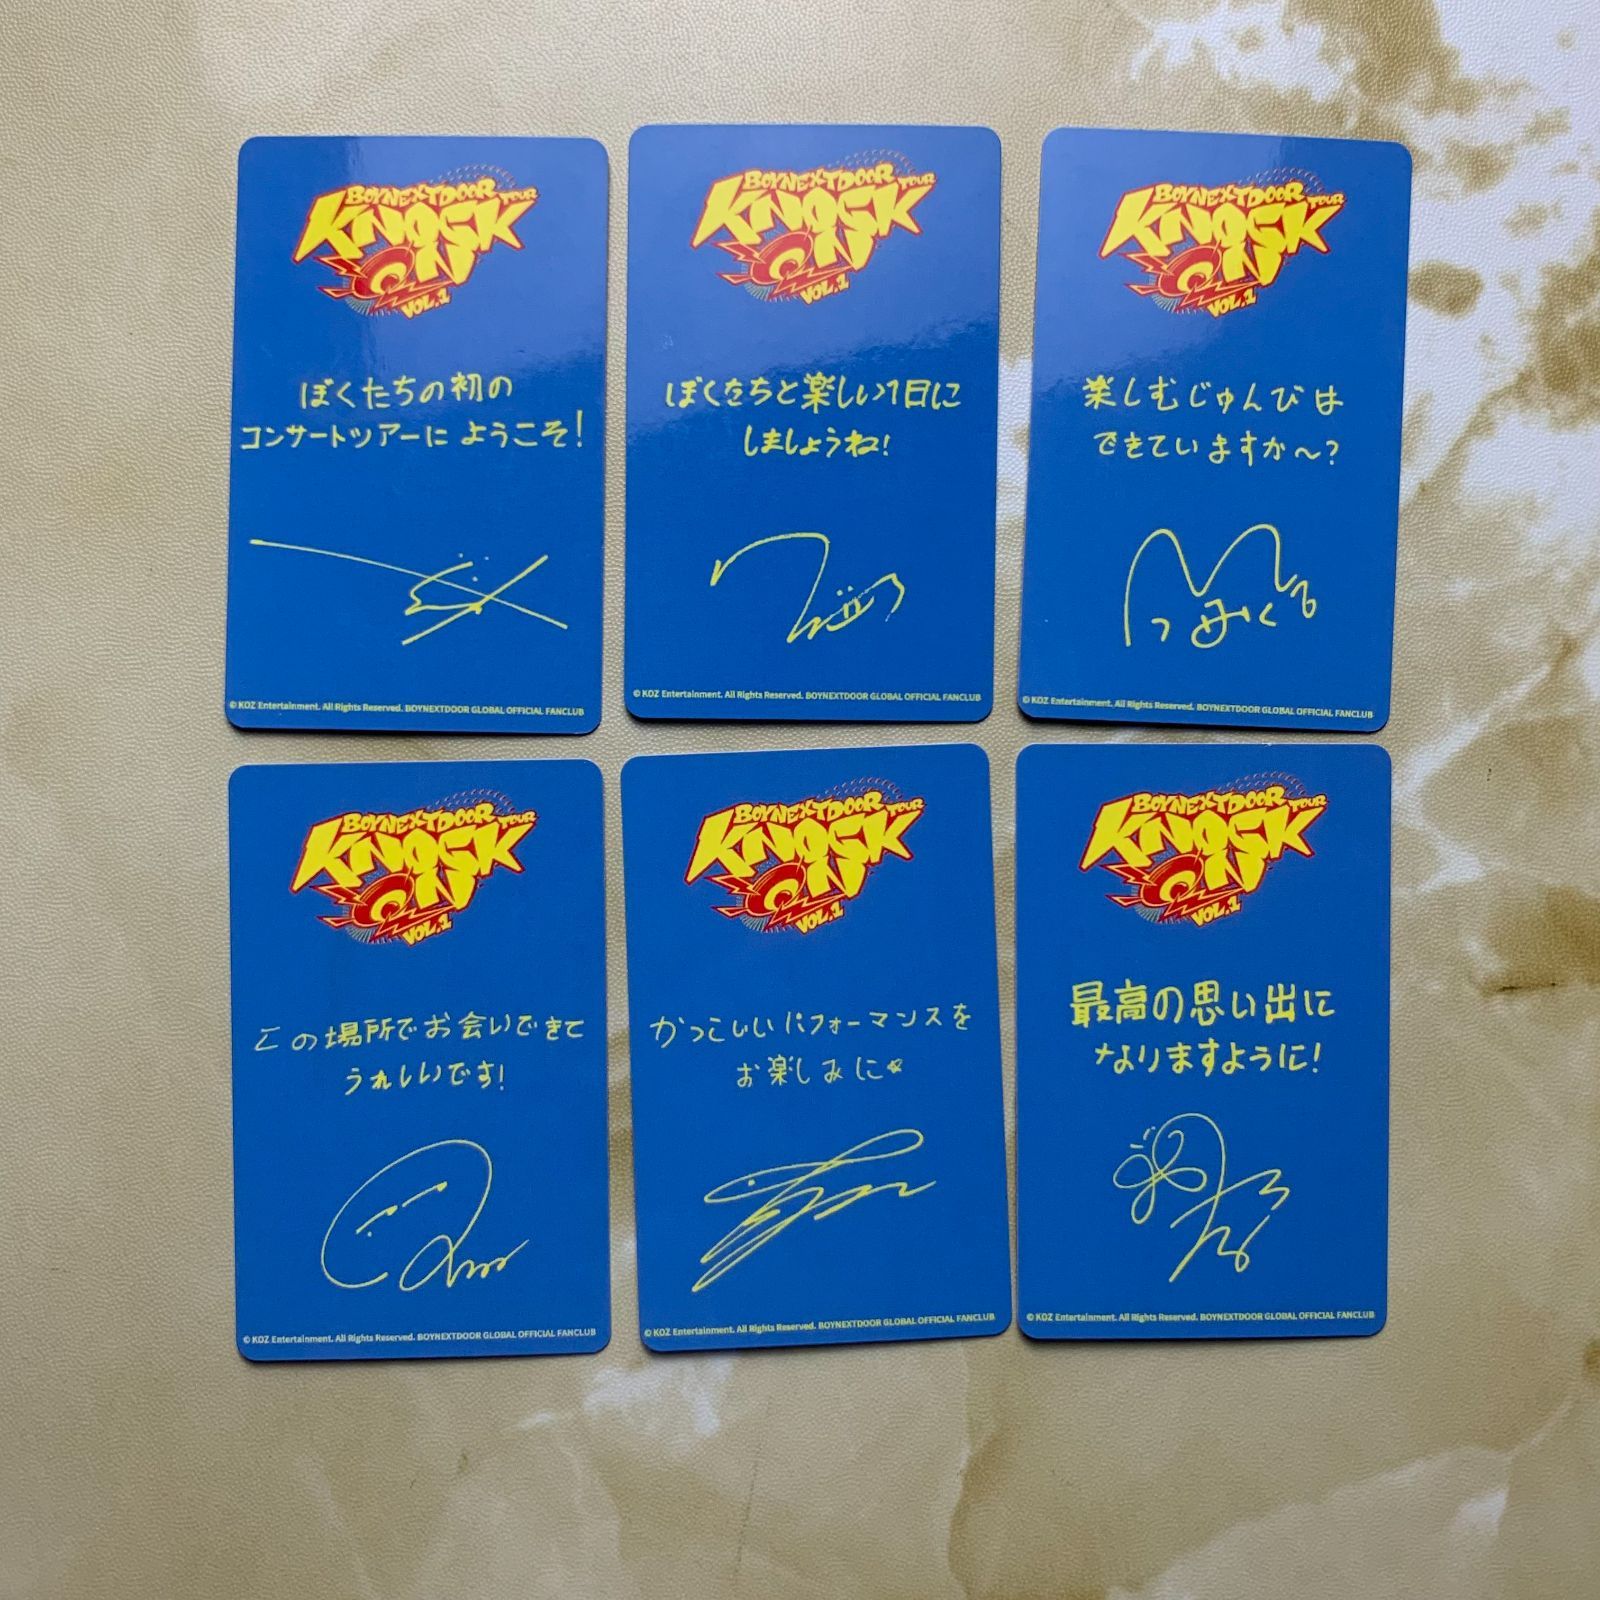 BOYNEXTDOOR TOUR
KNOCK
ON
VOL.1
ぼくたちの初の
コンサートツアーにようこそ!
© KOZ Entertainment. All Rights Reserved. BOYNEXTDOOR GLOBAL OFFICIAL FANCLUB
BOYNEXTDOOR TOUR
KNOCK
ON
VOL.1
ぼくたちと楽しい1日に
しましょうね!
© KOZ Entertainment. All Rights Reserved. BOYNEXTDOOR GLOBAL OFFICIAL FANCLUB
BOYNEXTDOOR TOUR
KNOCK
ON
VOL.1
楽しむじゅんびは
できていますか〜?
© KOZ Entertainment. All Rights Reserved. BOYNEXTDOOR GLOBAL OFFICIAL FANCLUB
BOYNEXTDOOR TOUR
KNOCK
ON
VOL.1
この場所でお会いできて
うれしいです!
© KOZ Entertainment. All Rights Reserved. BOYNEXTDOOR GLOBAL OFFICIAL FANCLUB
BOYNEXTDOOR TOUR
KNOCK
ON
VOL.1
かっこいいパフォーマンスを
お楽しみに☆
© KOZ Entertainment. All Rights Reserved. BOYNEXTDOOR GLOBAL OFFICIAL FANCLUB
BOYNEXTDOOR TOUR
KNOCK
ON
VOL.1
最高の思い出に
なりますように!
© KOZ Entertainment. All Rights Reserved. BOYNEXTDOOR GLOBAL OFFICIAL FANCLUB